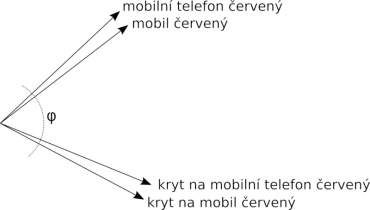 mobilní telefon červený
mobil červený
φ
kryt na mobilní telefon červený
kryt na mobil červený